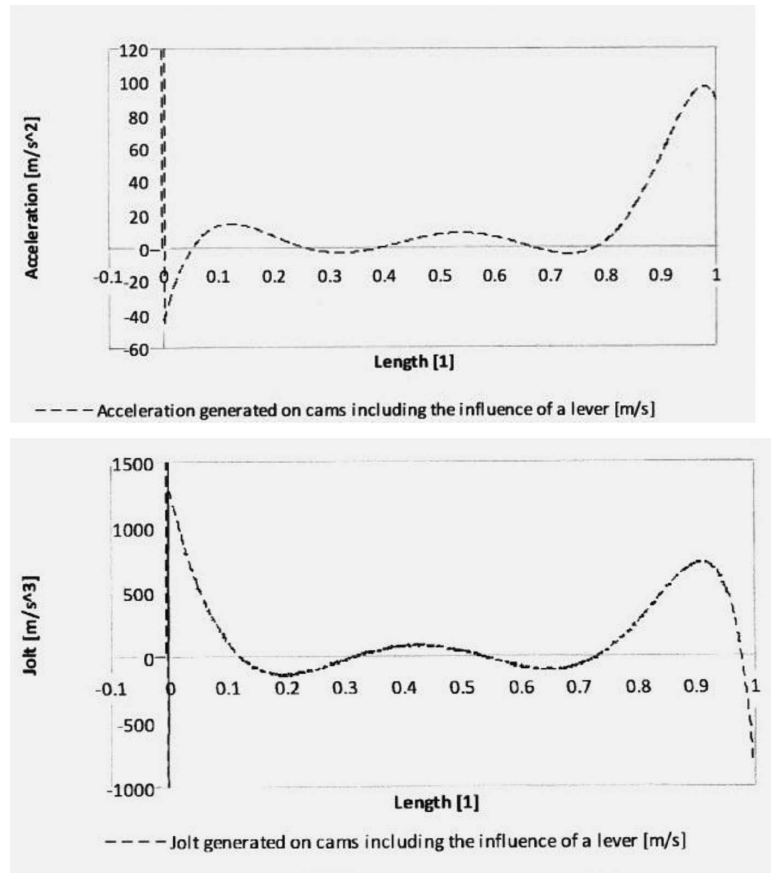 120
100
80
60
40
20
0
-20
-40
-60
Acceleration [m/s^2]
-0.1 0 0.1 0.2 0.3 0.4 0.5 0.6 0.7 0.8 0.9 1
Length [1]
Acceleration generated on cams including the influence of a lever [m/s]
1500
1000
500
0
-500
-1000
Jolt [m/s^3]
-0.1 0 0.1 0.2 0.3 0.4 0.5 0.6 0.7 0.8 0.9 1
Length [1]
Jolt generated on cams including the influence of a lever [m/s]